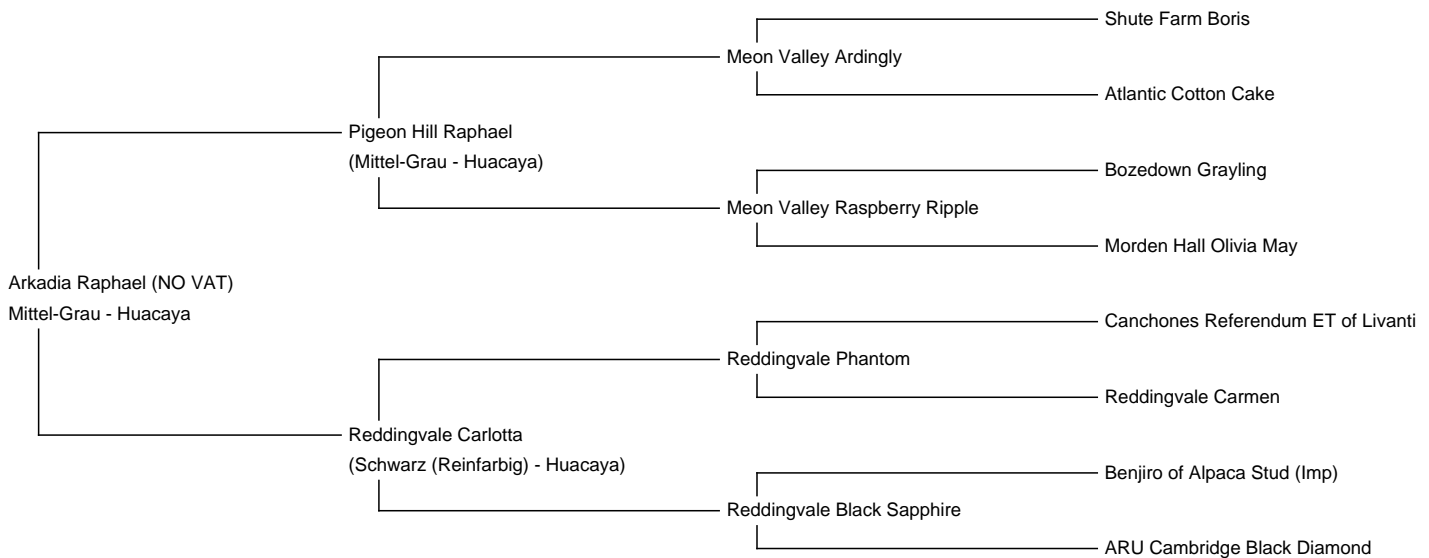 Shute Farm Boris
Meon Valley Ardingly
Atlantic Cotton Cake
Pigeon Hill Raphael
(Mittel-Grau - Huacaya)
Bozedown Grayling
Meon Valley Raspberry Ripple
Morden Hall Olivia May
Arkadia Raphael (NO VAT)
Mittel-Grau - Huacaya
Canchones Referendum ET of Livanti
Reddingvale Phantom
Reddingvale Carmen
Reddingvale Carlotta
(Schwarz (Reinfarbig) - Huacaya)
Benjiro of Alpaca Stud (Imp)
Reddingvale Black Sapphire
ARU Cambridge Black Diamond